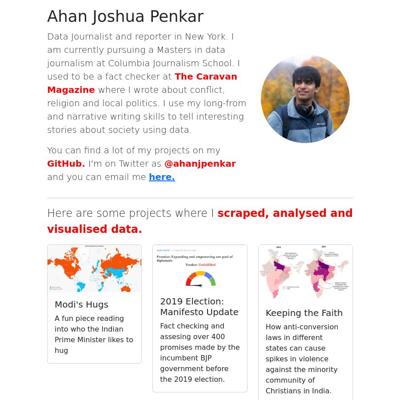 Ahan Joshua Penkar
Data Journalist and reporter in New York. I
am currently pursuing a Masters in data
journalism at Columbia Journalism School. I
used to be a fact checker at The Caravan
Magazine where I wrote about conflict,
religion and local politics. I use my long-from
and narrative writing skills to tell interesting
stories about society using data.
You can find a lot of my projects on my
GitHub. I'm on Twitter as @ahanjpenkar
and you can email me here.
Here are some projects where I scraped, analysed and
visualised data.
Modi's Hugs
A fun piece reading
into who the Indian
Prime Minister likes to
hug
2019 Election:
Manifesto Update
Fact checking and
assesing over 400
promises made by the
incumbent BJP
government before
the 2019 election.
Keeping the Faith
How anti-conversion
laws in different
states can cause
spikes in violence
against the minority
community of
Christians in India.